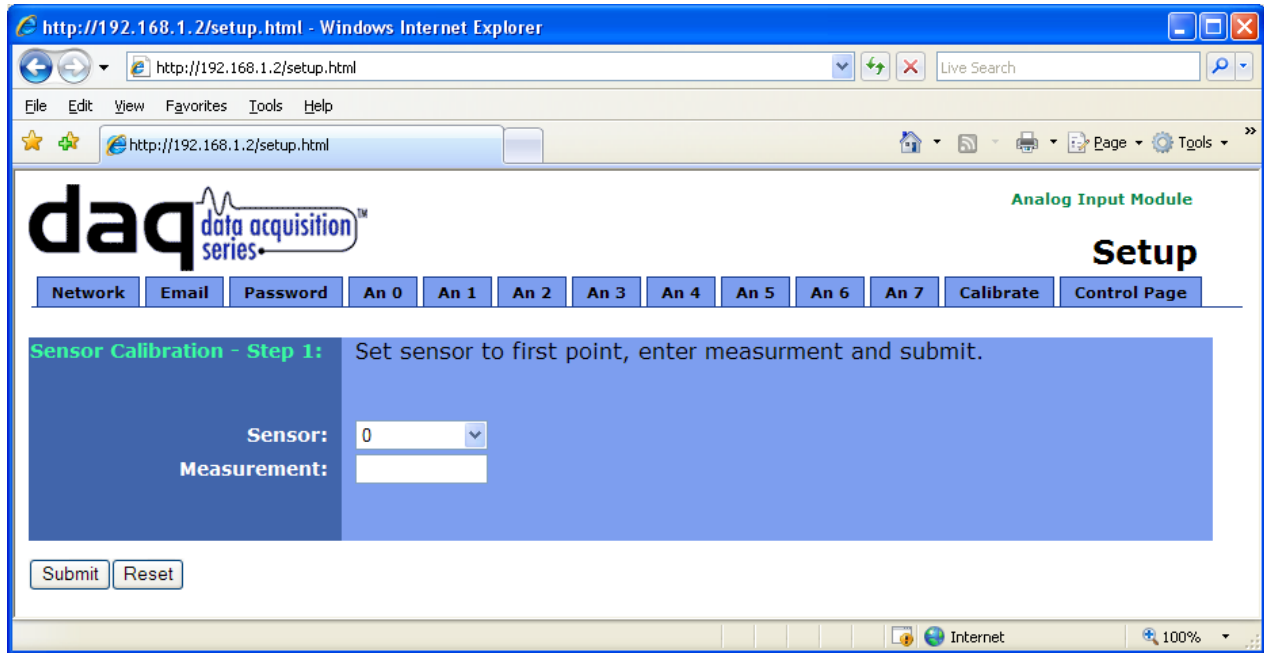 http://192.168.1.2/setup.html - Windows Internet Explorer
http://192.168.1.2/setup.html
Live Search
File Edit View Favorites Tools Help
http://192.168.1.2/setup.html
Page Tools
daq data acquisition series™
Analog Input Module
Setup
Network Email Password An 0 An 1 An 2 An 3 An 4 An 5 An 6 An 7 Calibrate Control Page
Sensor Calibration - Step 1: Set sensor to first point, enter measurment and submit.
Sensor: 0
Measurement:
Submit Reset
Internet 100%